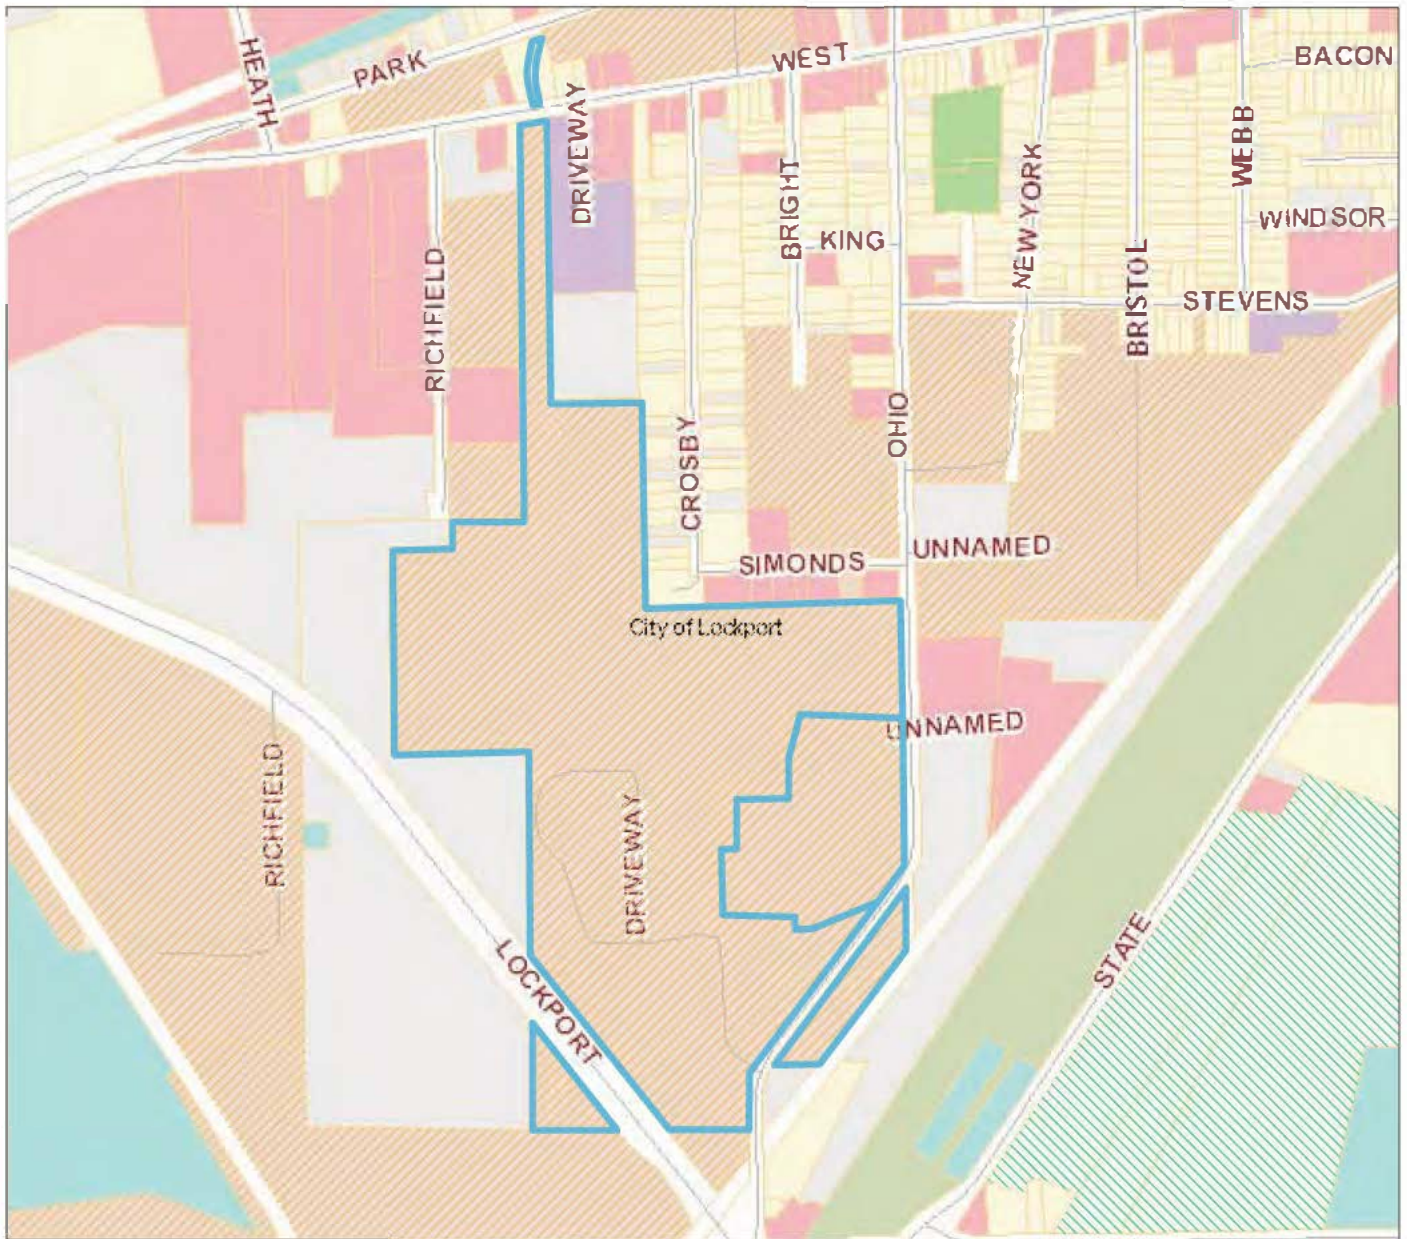 HEATH
PARK
WEST
BACON
DRIVEWAY
WEBB
BRIGHT
NEW YORK
KING
WINDSOR
RICHFIELD
BRISTOL
STEVENS
OHIO
CROSBY
SIMONDS
UNNAMED
City of Lockport
UNNAMED
RICHFIELD
DRIVEWAY
LOCKPORT
STATE